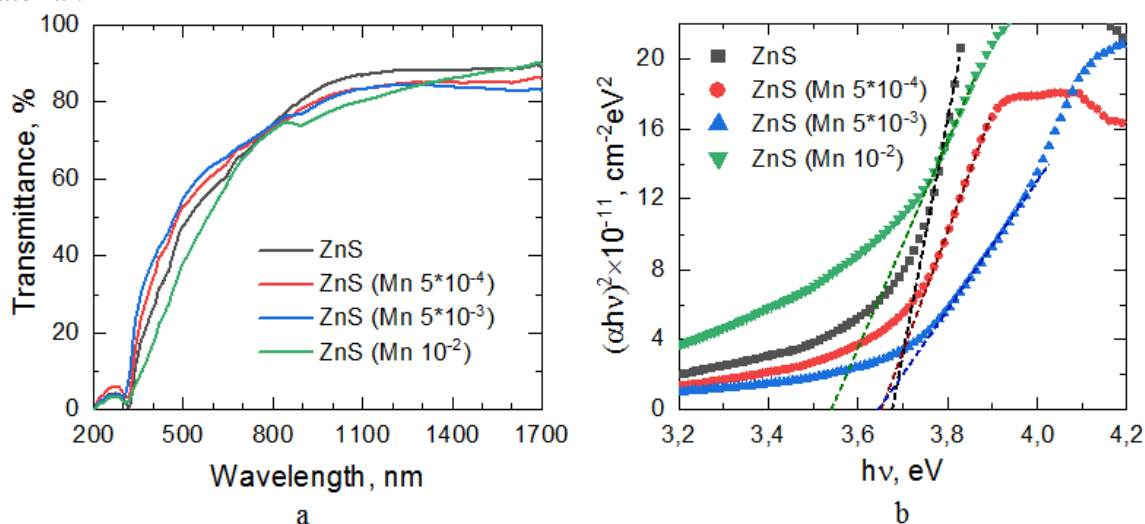 100
80
60
40
20
0
Transmittance, %
ZnS
ZnS (Mn 5*10⁻⁴)
ZnS (Mn 5*10⁻³)
ZnS (Mn 10⁻²)
200 500 800 1100 1400 1700
Wavelength, nm
a
20
16
12
8
4
0
(αhν)²×10⁻¹¹, cm⁻²eV²
ZnS
ZnS (Mn 5*10⁻⁴)
ZnS (Mn 5*10⁻³)
ZnS (Mn 10⁻²)
3,2 3,4 3,6 3,8 4,0 4,2
hν, eV
b